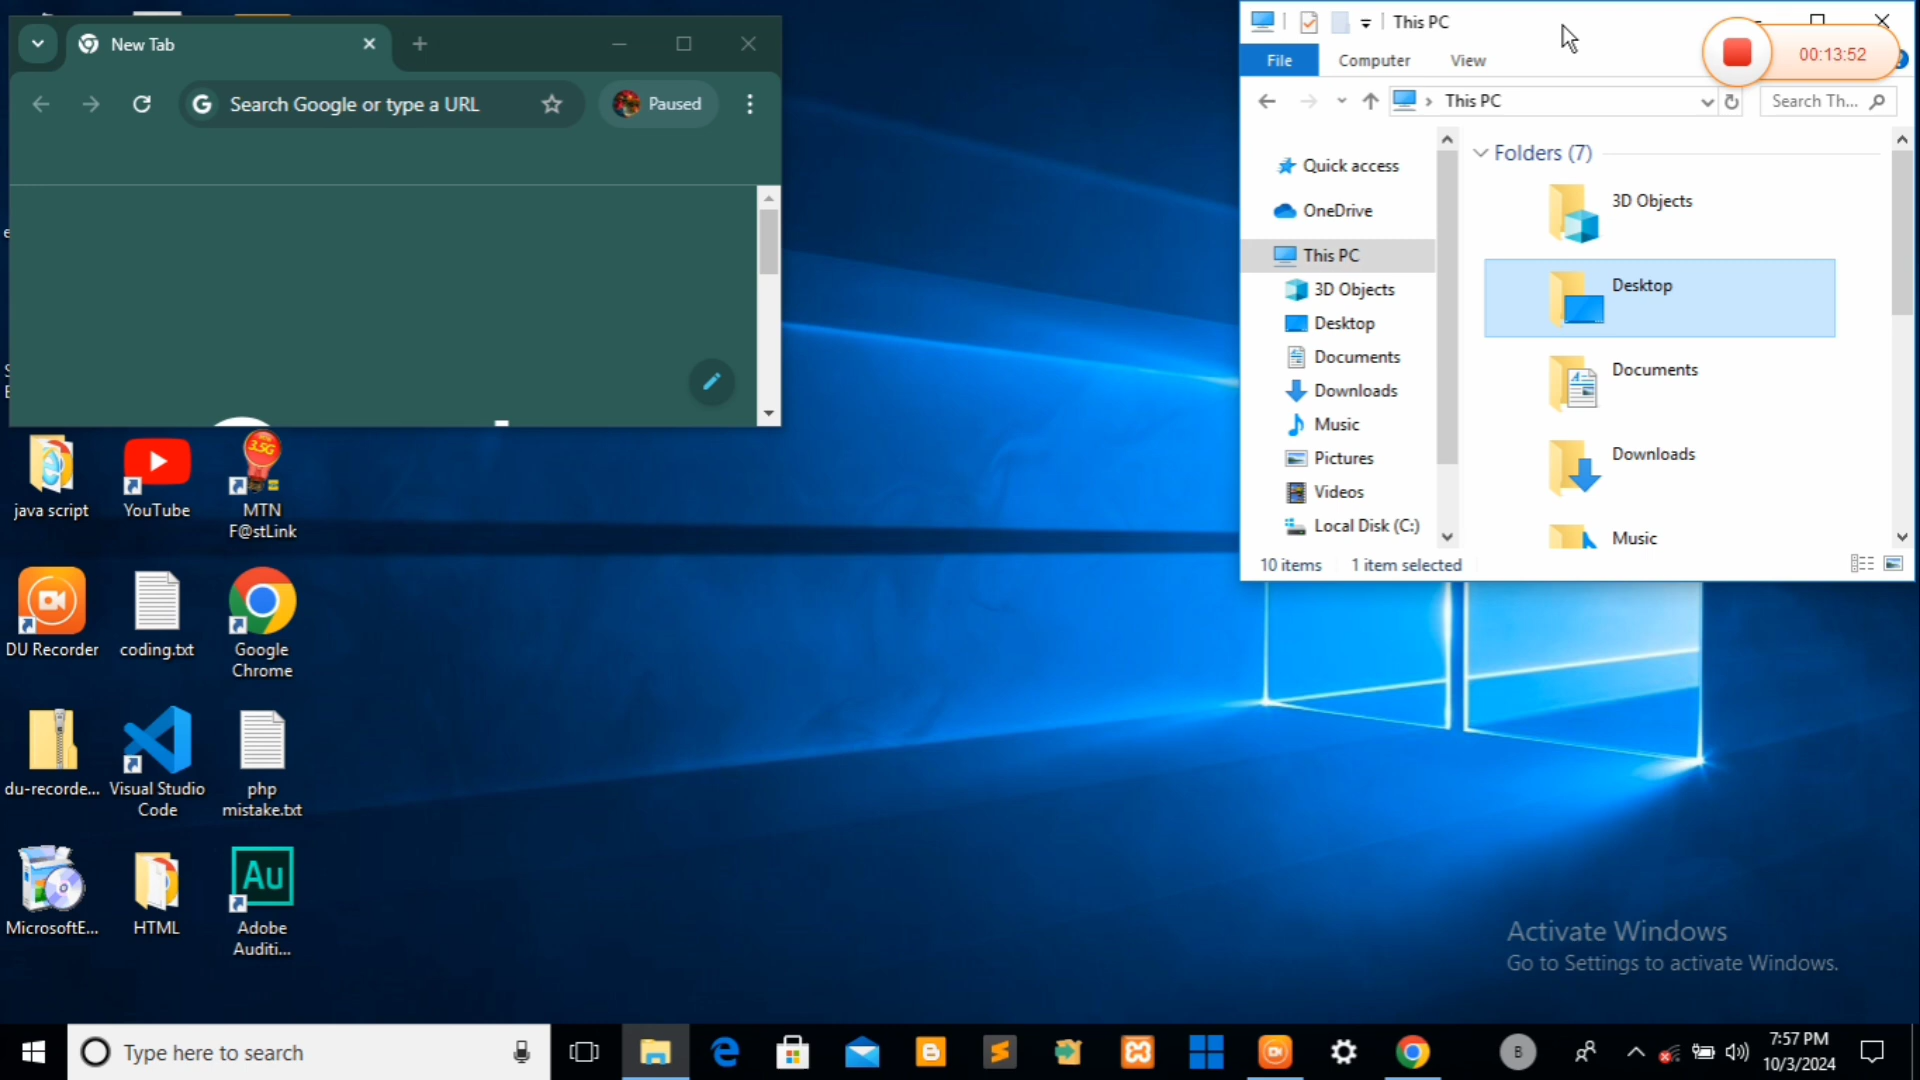 New Tab
Search Google or type a URL
Paused
This PC
00:13:52
File
Computer
View
This PC
Search Th...
Quick access
OneDrive
This PC
3D Objects
Desktop
Documents
Downloads
Music
Pictures
Videos
Local Disk (C:)
Folders (7)
3D Objects
Desktop
Documents
Downloads
Music
10 items
1 item selected
3.5G
java script
YouTube
MTN
F@stLink
DU Recorder
coding.txt
Google
Chrome
du-recorde...
Visual Studio
Code
php
mistake.txt
Au
MicrosoftE...
HTML
Adobe
Auditi...
Activate Windows
Go to Settings to activate Windows.
Type here to search
B
7:57 PM
10/3/2024